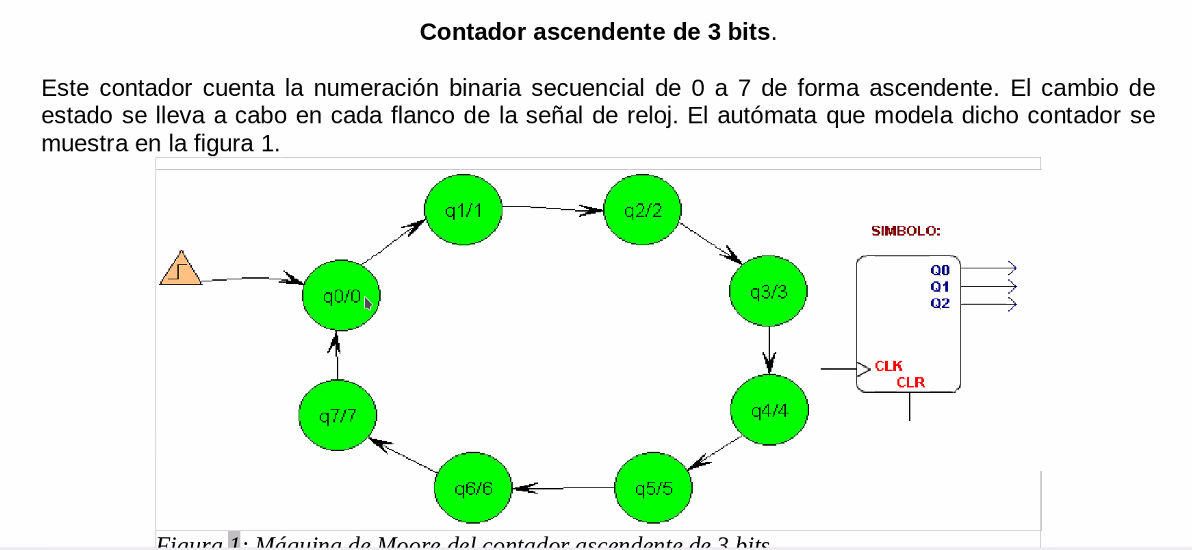 Contador ascendente de 3 bits.
Este contador cuenta la numeración binaria secuencial de 0 a 7 de forma ascendente. El cambio de
estado se lleva a cabo en cada flanco de la señal de reloj. El autómata que modela dicho contador se
muestra en la figura 1.
q1/1
q2/2
SIMBOLO:
q0/0
q3/3
Q0
Q1
Q2
CLK
CLR
q7/7
q4/4
q6/6
q5/5
Figura 1: Máquina de Moore del contador ascendente de 3 bits